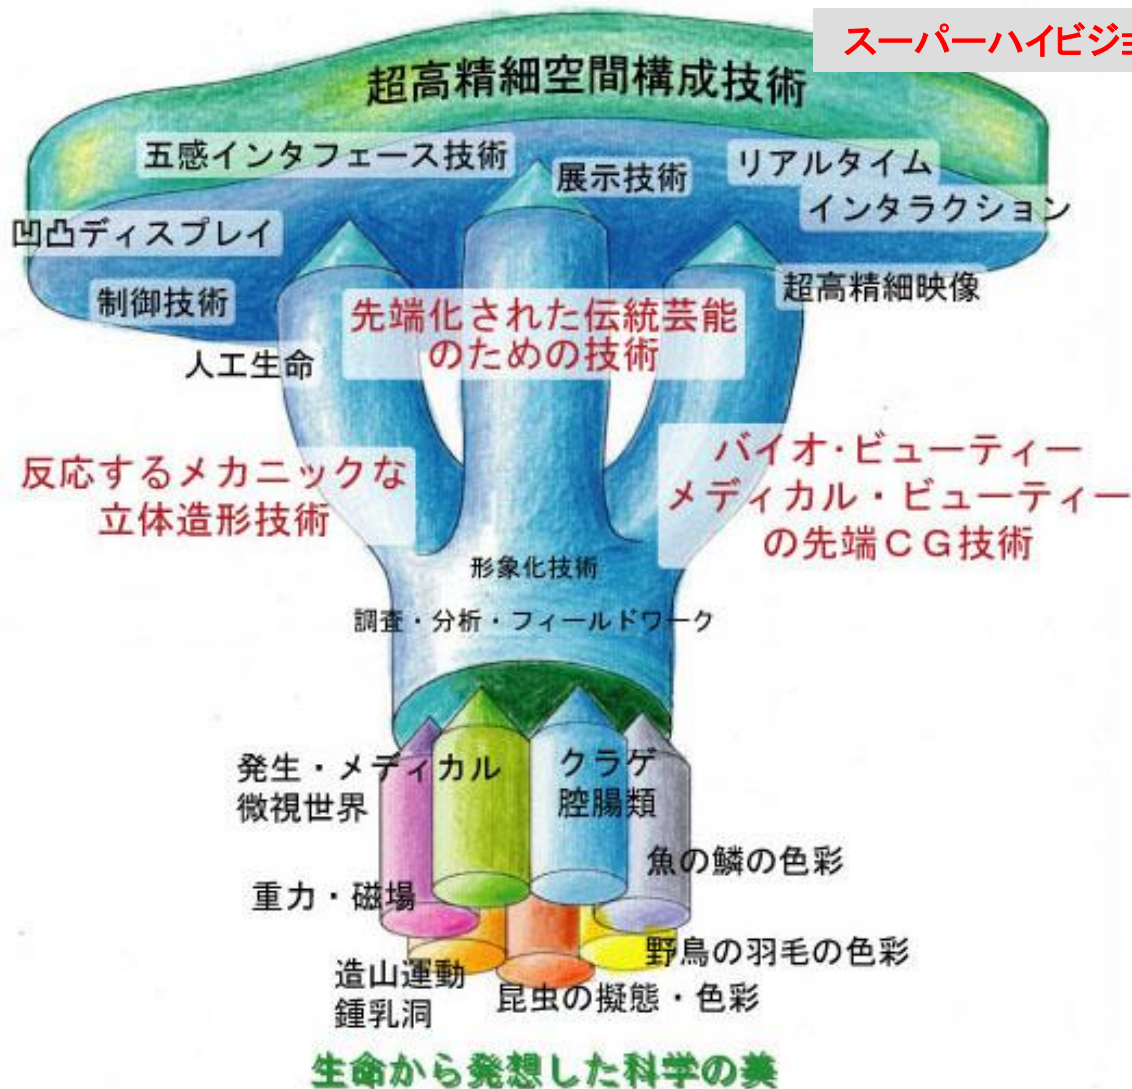 スーパーハイビジョ
超高精細空間構成技術
五感インタフェース技術
展示技術
リアルタイム
インタラクション
凹凸ディスプレイ
制御技術
超高精細映像
人工生命
先端化された伝統芸能
のための技術
反応するメカニックな
立体造形技術
バイオ・ビューティー
メディカル・ビューティー
の先端CG技術
形象化技術
調査・分析・フィールドワーク
発生・メディカル
微視世界
クラゲ
腔腸類
魚の鱗の色彩
重力・磁場
野鳥の羽毛の色彩
造山運動
鍾乳洞
昆虫の擬態・色彩
生命から発想した科学の美